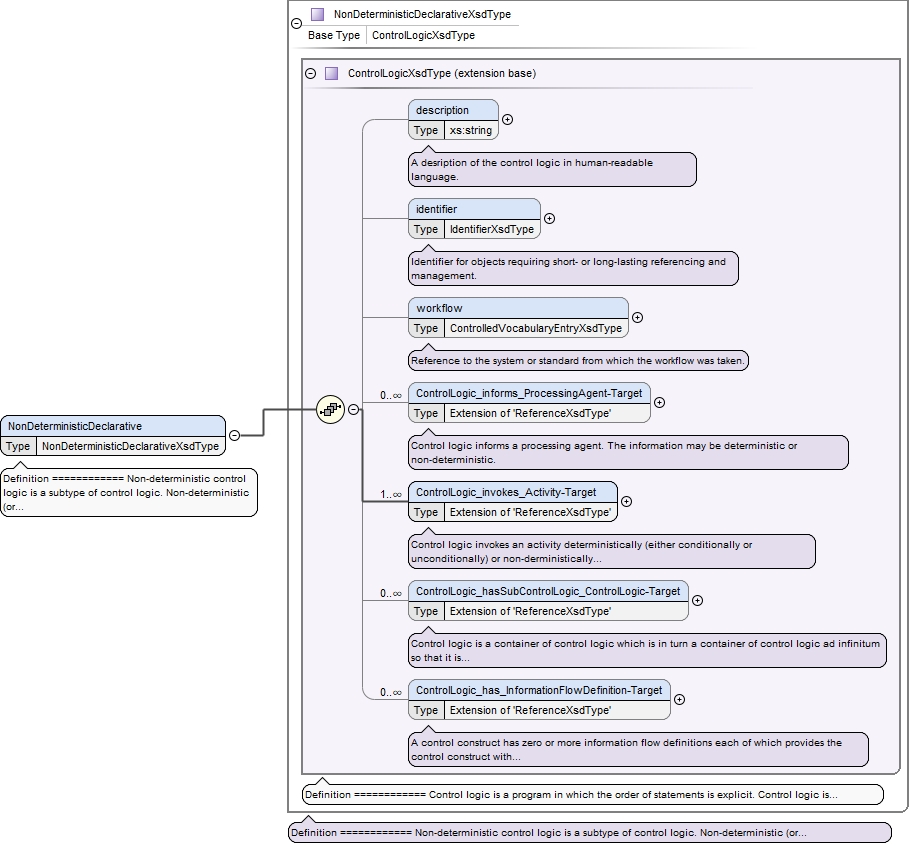 NonDeterministicDeclarativeXsdType
Base Type ControlLogicXsdType
ControlLogicXsdType (extension base)
description
Type xs:string
A desription of the control logic in human-readable
language.
identifier
Type IdentifierXsdType
Identifier for objects requiring short- or long-lasting referencing and
management.
workflow
Type ControlledVocabularyEntryXsdType
Reference to the system or standard from which the workflow was taken.
0..∞ ControlLogic_informs_ProcessingAgent-Target
Type Extension of 'ReferenceXsdType'
Control logic informs a processing agent. The information may be deterministic or
non-deterministic.
NonDeterministicDeclarative
Type NonDeterministicDeclarativeXsdType
Definition ============ Non-deterministic control
logic is a subtype of control logic. Non-deterministic
(or...
1..∞ ControlLogic_invokes_Activity-Target
Type Extension of 'ReferenceXsdType'
Control logic invokes an activity deterministically (either conditionally or
unconditionally) or non-derministically...
0..∞ ControlLogic_hasSubControlLogic_ControlLogic-Target
Type Extension of 'ReferenceXsdType'
Control logic is a container of control logic which is in turn a container of control logic ad infinitum
so that it is...
0..∞ ControlLogic_has_InformationFlowDefinition-Target
Type Extension of 'ReferenceXsdType'
A control construct has zero or more information flow definitions each of which provides the
control construct with...
Definition ============ Control logic is a program in which the order of statements is explicit. Control logic is...
Definition ============ Non-deterministic control logic is a subtype of control logic. Non-deterministic (or...